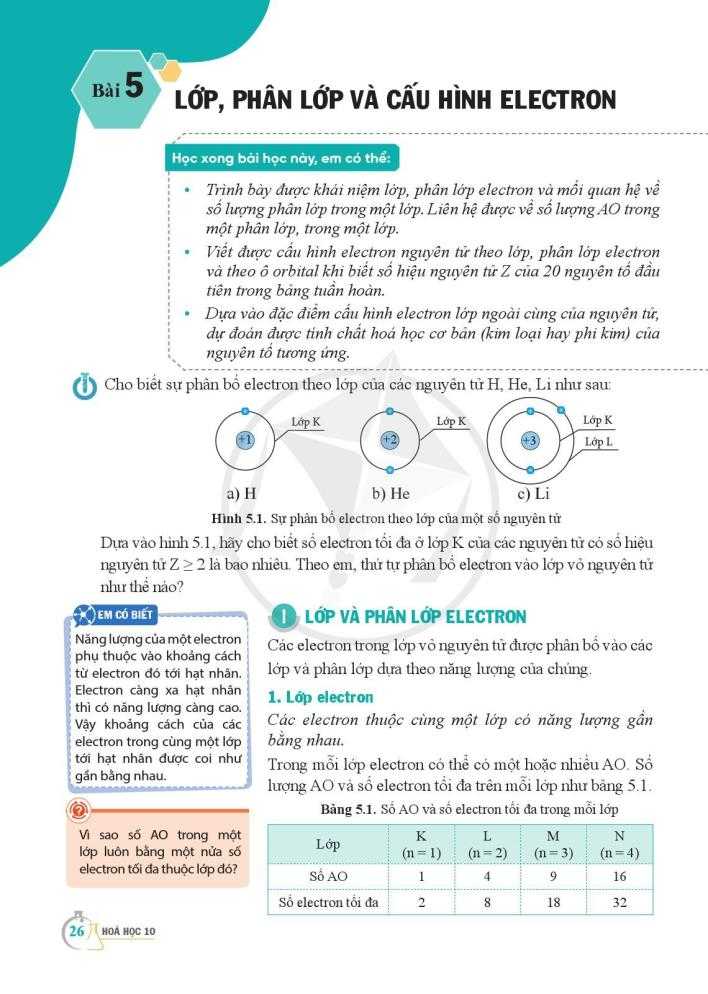 Bài 5
LỚP, PHÂN LỚP VÀ CẤU HÌNH ELECTRON
Học xong bài học này, em có thể:
• Trình bày được khái niệm lớp, phân lớp electron và mối quan hệ về
số lượng phân lớp trong một lớp. Liên hệ được về số lượng AO trong
một phân lớp, trong một lớp.
• Viết được cấu hình electron nguyên tử theo lớp, phân lớp electron
và theo ô orbital khi biết số hiệu nguyên tử Z của 20 nguyên tố đầu
tiên trong bảng tuần hoàn.
• Dựa vào đặc điểm cấu hình electron lớp ngoài cùng của nguyên tử,
dự đoán được tính chất hoá học cơ bản (kim loại hay phi kim) của
nguyên tố tương ứng.
Cho biết sự phân bố electron theo lớp của các nguyên tử H, He, Li như sau:
+1
Lớp K
+2
Lớp K
+3
Lớp K
Lớp L
a) H
b) He
c) Li
Hình 5.1. Sự phân bố electron theo lớp của một số nguyên tử
Dựa vào hình 5.1, hãy cho biết số electron tối đa ở lớp K của các nguyên tử có số hiệu
nguyên tử Z ≥ 2 là bao nhiêu. Theo em, thứ tự phân bố electron vào lớp vỏ nguyên tử
như thế nào?
EM CÓ BIẾT
Năng lượng của một electron
phụ thuộc vào khoảng cách
từ electron đó tới hạt nhân.
Electron càng xa hạt nhân
thì có năng lượng càng cao.
Vậy khoảng cách của các
electron trong cùng một lớp
tới hạt nhân được coi như
gần bằng nhau.
?
Vì sao số AO trong một
lớp luôn bằng một nửa số
electron tối đa thuộc lớp đó?
I LỚP VÀ PHÂN LỚP ELECTRON
Các electron trong lớp vỏ nguyên tử được phân bố vào các
lớp và phân lớp dựa theo năng lượng của chúng.
1. Lớp electron
Các electron thuộc cùng một lớp có năng lượng gần
bằng nhau.
Trong mỗi lớp electron có thể có một hoặc nhiều AO. Số
lượng AO và số electron tối đa trên mỗi lớp như bảng 5.1.
Bảng 5.1. Số AO và số electron tối đa trong mỗi lớp
Lớp K L M N
(n = 1) (n = 2) (n = 3) (n = 4)
Số AO 1 4 9 16
Số electron tối đa 2 8 18 32
26 HOÁ HỌC 10